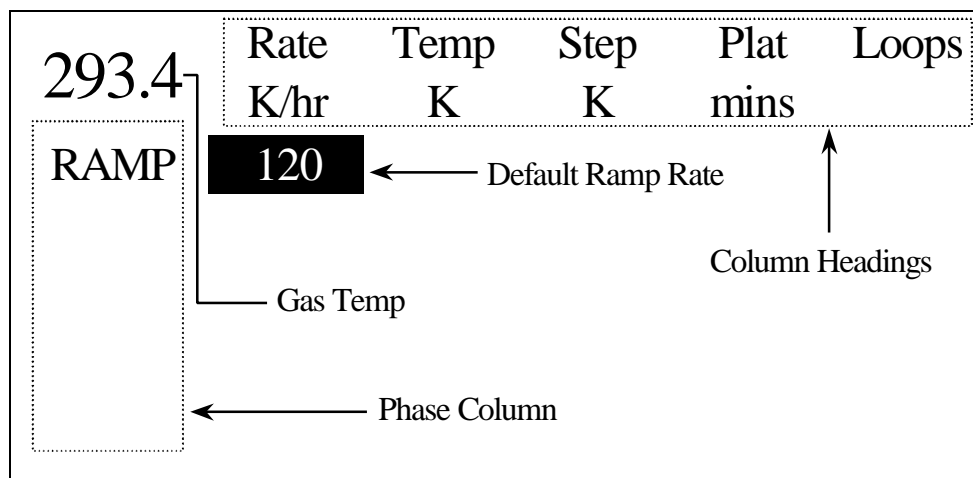 293.4
Rate Temp Step Plat Loops
K/hr K K mins
RAMP 120
Default Ramp Rate
Column Headings
Gas Temp
Phase Column